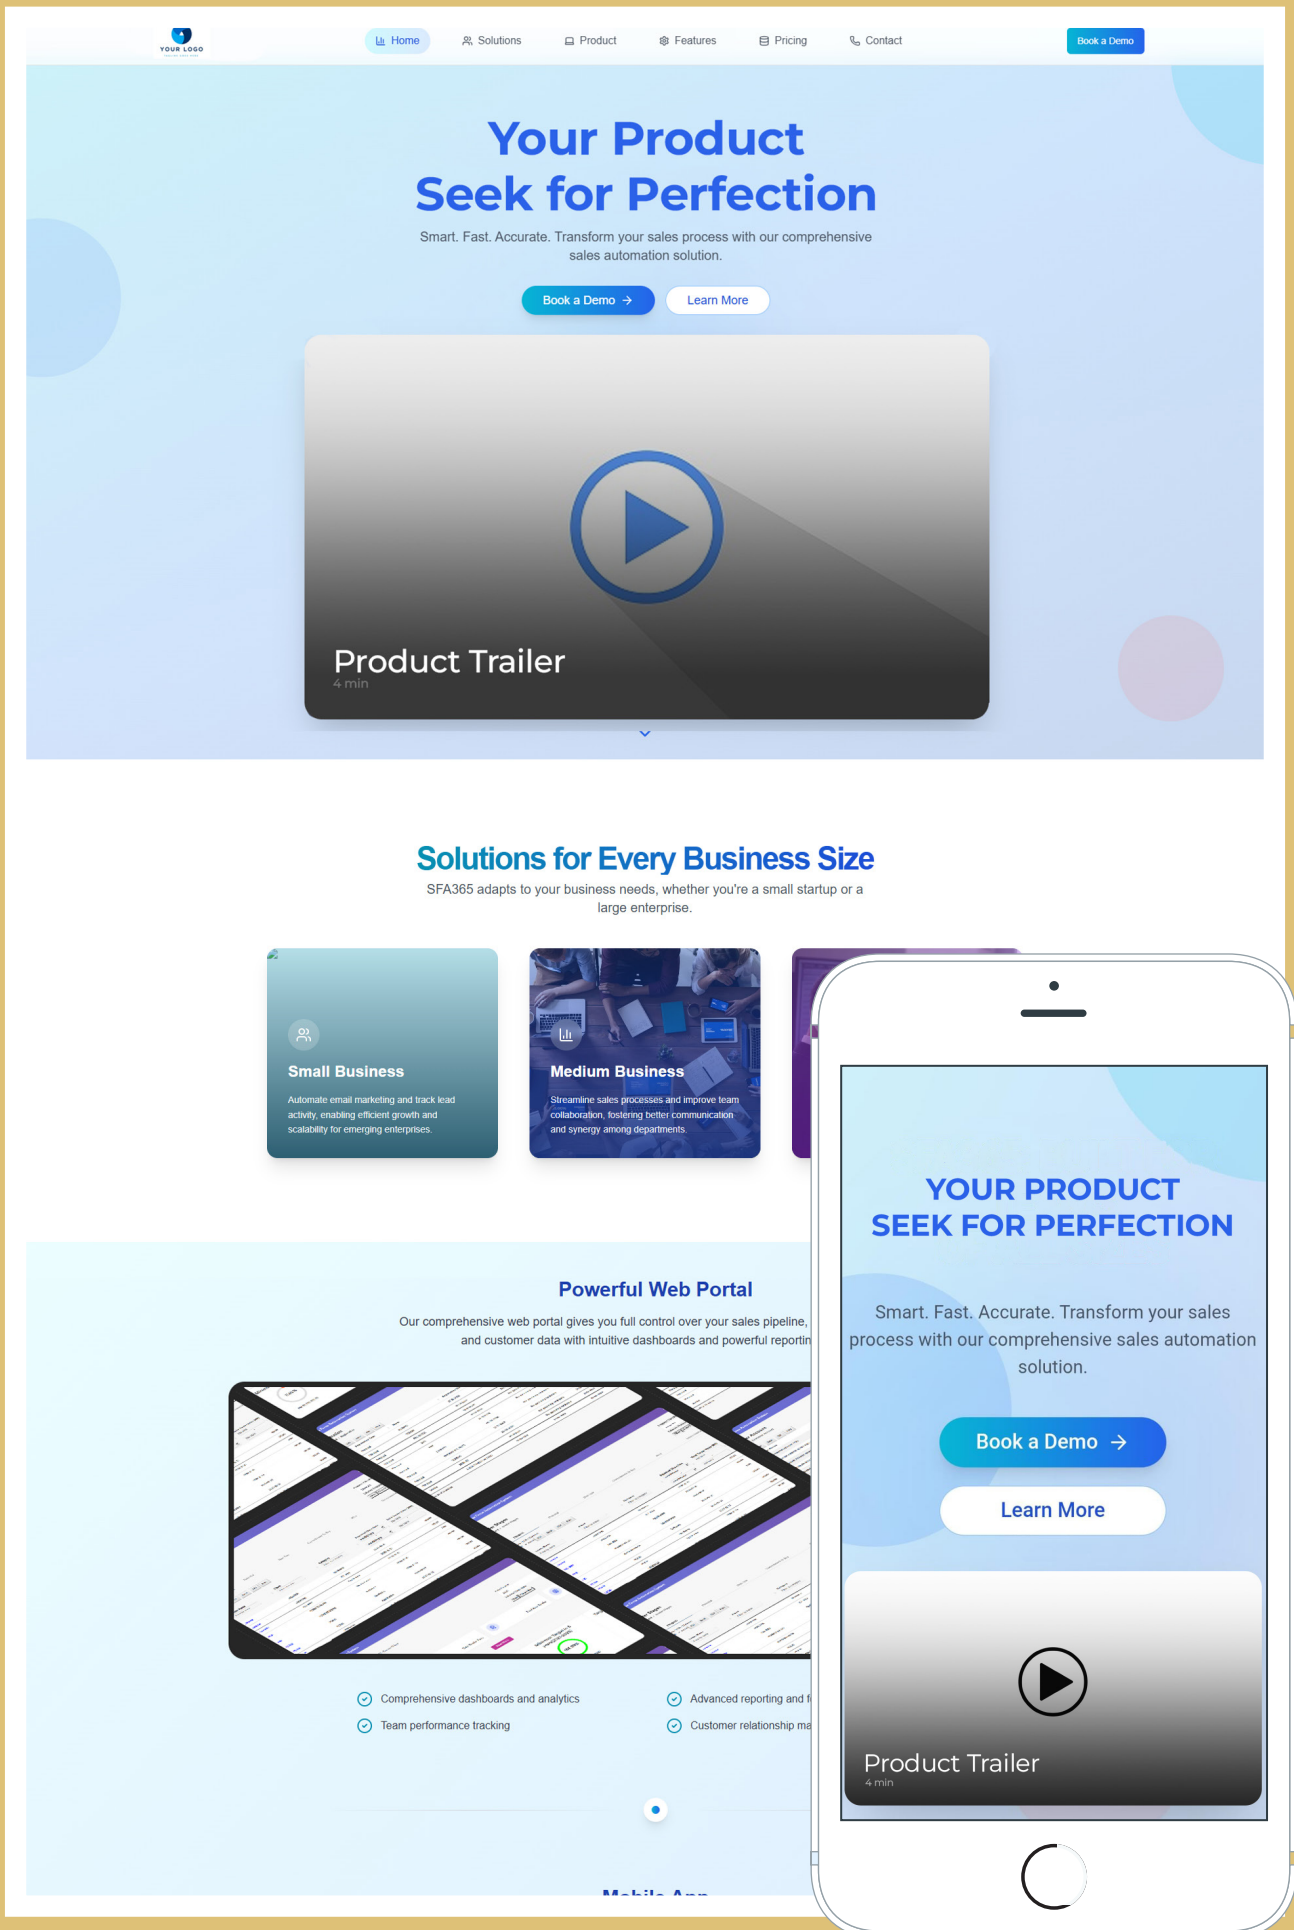 YOUR LOGO
Home
Solutions
Product
Features
Pricing
Contact
Book a Demo
Your Product
Seek for Perfection
Smart. Fast. Accurate. Transform your sales process with our comprehensive
sales automation solution.
Book a Demo
Learn More
Product Trailer
4 min
Solutions for Every Business Size
SFA365 adapts to your business needs, whether you're a small startup or a
large enterprise.
Small Business
Automate email marketing and track lead
activity, enabling efficient growth and
scalability for emerging enterprises.
Medium Business
Streamline sales processes and improve team
collaboration, fostering better communication
and synergy among departments.
Powerful Web Portal
Our comprehensive web portal gives you full control over your sales pipeline,
and customer data with intuitive dashboards and powerful reportin
Comprehensive dashboards and analytics
Advanced reporting and f
Team performance tracking
Customer relationship ma
Mobile App
YOUR PRODUCT
SEEK FOR PERFECTION
Smart. Fast. Accurate. Transform your sales
process with our comprehensive sales automation
solution.
Book a Demo
Learn More
Product Trailer
4 min